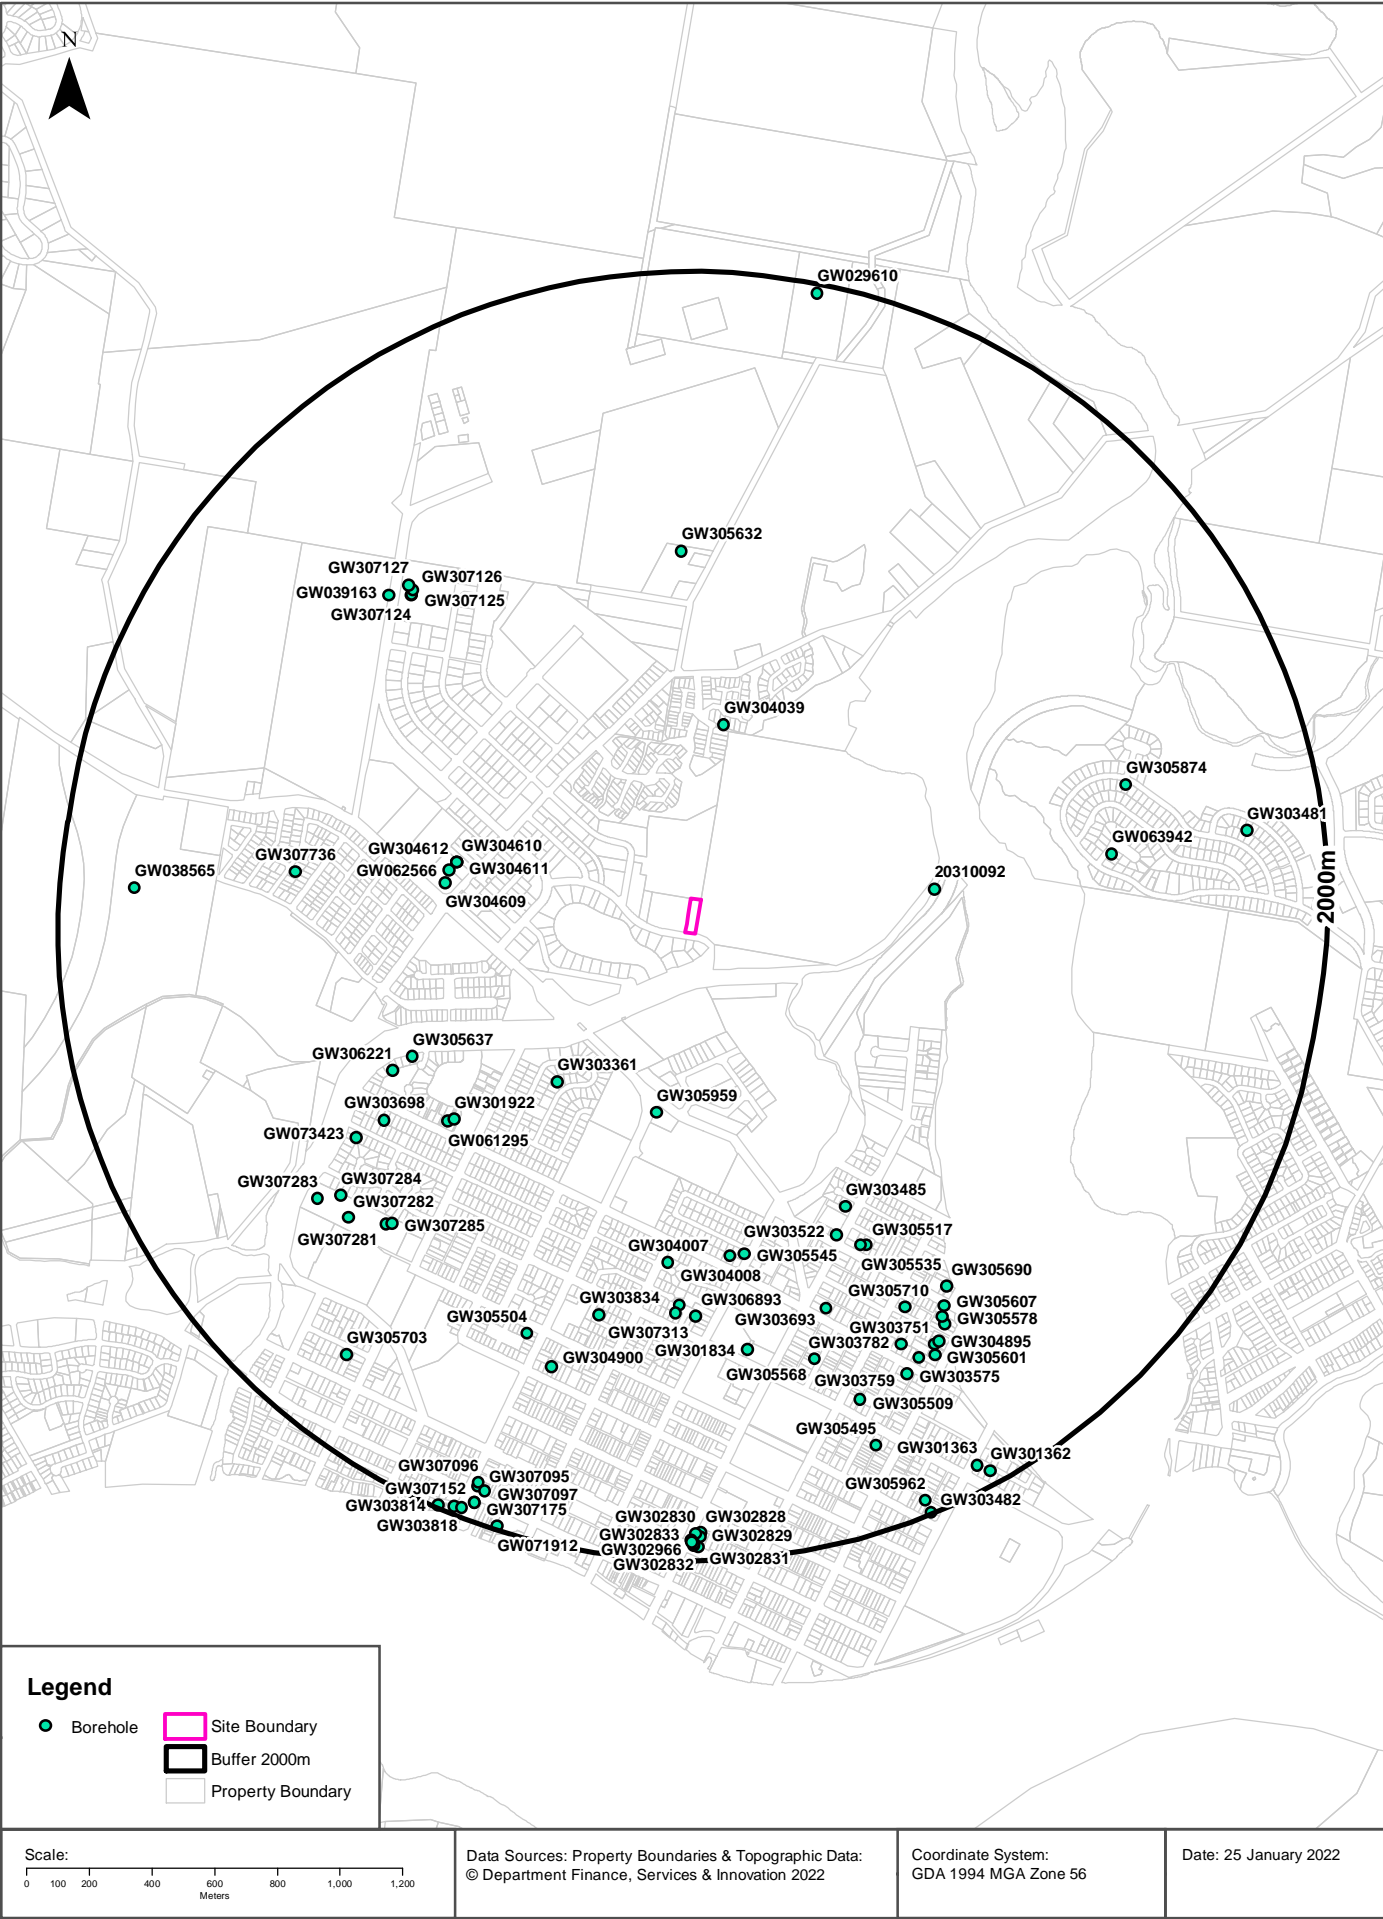 N
GW029610
GW305632
GW307127
GW307126
GW039163
GW307125
GW307124
GW304039
GW305874
GW303481
GW304612
GW304610
GW307736
GW063942
GW062566
GW304611
GW038565
20310092
GW304609
2000m
GW305637
GW306221
GW303361
GW303698
GW301922
GW305959
GW073423
GW061295
GW307283
GW307284
GW307282
GW303485
GW307285
GW303522
GW305517
GW307281
GW304007
GW305545
GW305535
GW304008
GW305690
GW305710
GW303834
GW306893
GW305607
GW305504
GW303693
GW305578
GW307313
GW303751
GW305703
GW301834
GW303782
GW304895
GW304900
GW305601
GW305568
GW303759
GW303575
GW305509
GW305495
GW301363
GW301362
GW307096
GW307095
GW305962
GW307152
GW307097
GW303482
GW303814
GW307175
GW302830
GW302828
GW303818
GW302833
GW302829
GW071912
GW302966
GW302831
GW302832
Legend
Borehole
Site Boundary
Buffer 2000m
Property Boundary
Scale:
0 100 200 400 600 800 1,000 1,200
Meters
Data Sources: Property Boundaries & Topographic Data:
© Department Finance, Services & Innovation 2022
Coordinate System:
GDA 1994 MGA Zone 56
Date: 25 January 2022